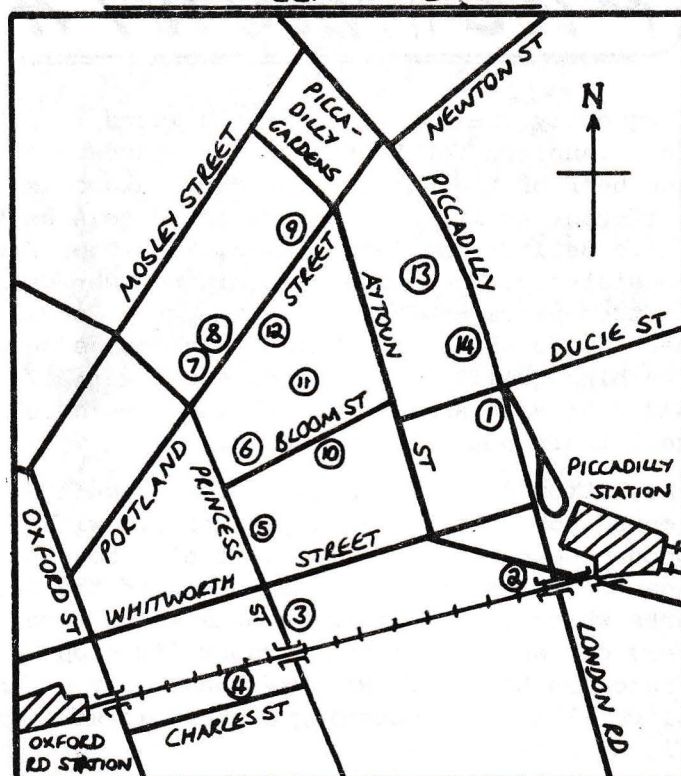 NEWTON ST
PICCA-
DILLY
GARDENS
N
MOSLEY STREET
PICCADILLY
9
STREET
AYTOUN
13
12
8
7
14
DUCIE ST
11
1
BLOOM ST
6
10
PORTLAND
PRINCESS
ST
PICCADILLY
STATION
OXFORD ST
5
STREET
WHITWORTH
2
ST
3
LONDON RD
4
CHARLES ST
OXFORD
RD STATION